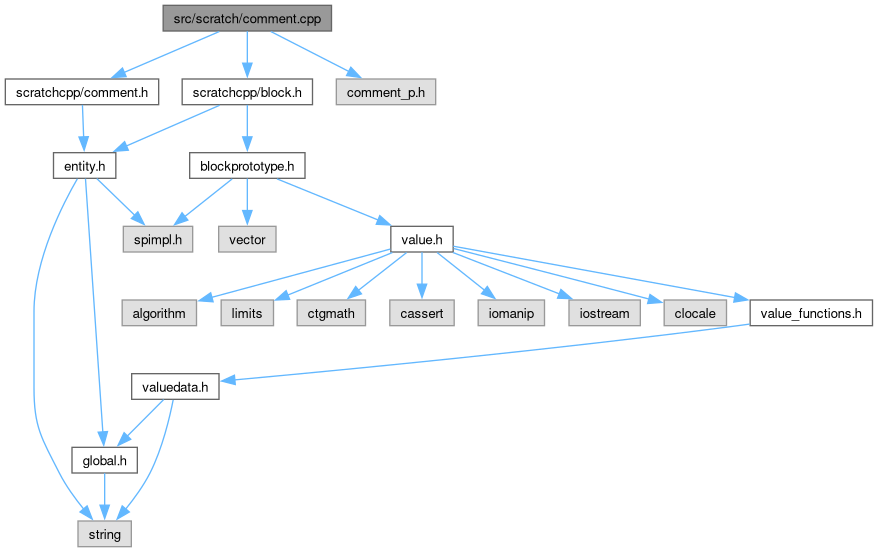 src/scratch/comment.cpp
scratchcpp/comment.h
scratchcpp/block.h
comment_p.h
entity.h
blockprototype.h
spimpl.h
vector
value.h
algorithm
limits
ctgmath
cassert
iomanip
iostream
clocale
value_functions.h
valuedata.h
global.h
string